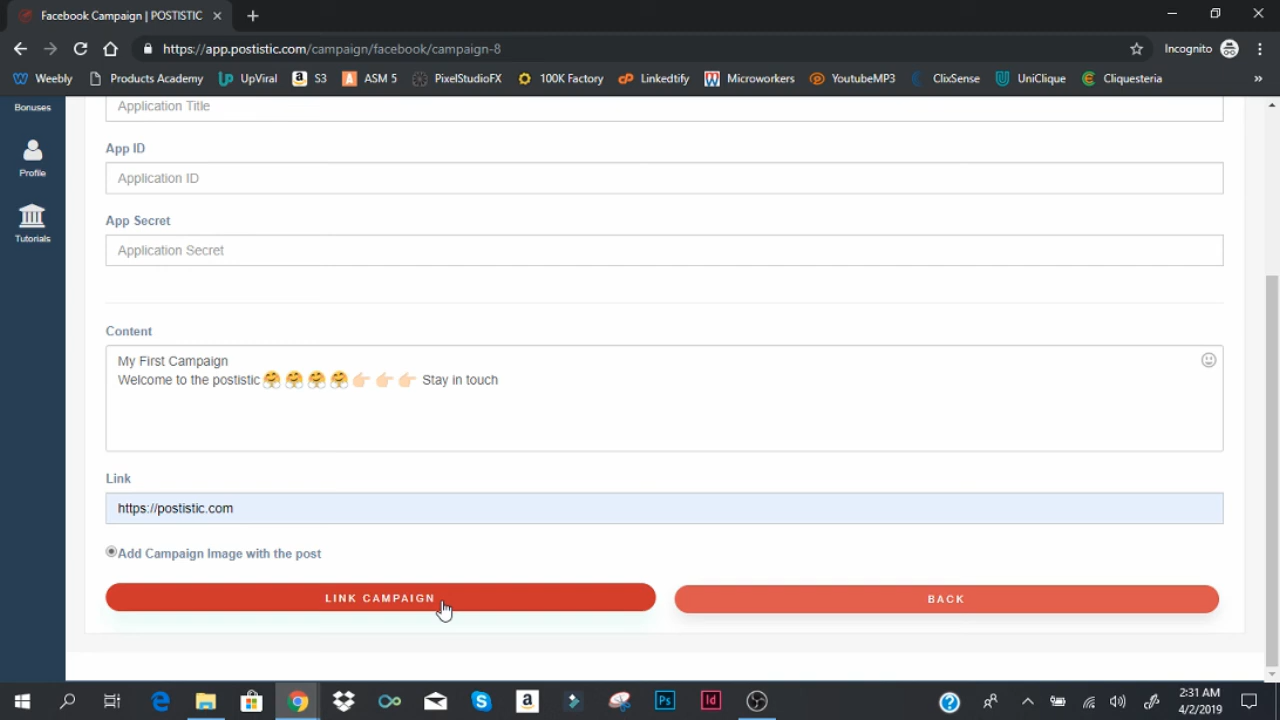 Facebook Campaign | POSTISTIC
https://app.postistic.com/campaign/facebook/campaign-8
Incognito
Weebly
Products Academy
UpViral
S3
ASM 5
PixelStudioFX
100K Factory
Linkedtify
Microworkers
YoutubeMP3
ClixSense
UniClique
Cliquesteria
»
Bonuses
Profile
Tutorials
Application Title
App ID
Application ID
App Secret
Application Secret
Content
My First Campaign
Welcome to the postistic🤗 🤗 🤗 🤗👉🏻 👉🏻 👉🏻 Stay in touch
Link
https://postistic.com
Add Campaign Image with the post
LINK CAMPAIGN
BACK
Ps
Id
2:31 AM
4/2/2019